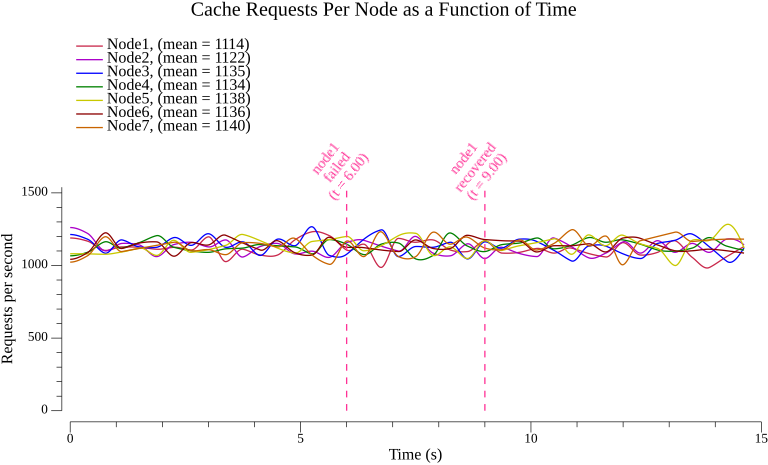 Cache Requests Per Node as a Function of Time
Node1, (mean = 1114)
Node2, (mean = 1122)
Node3, (mean = 1135)
Node4, (mean = 1134)
Node5, (mean = 1138)
Node6, (mean = 1136)
Node7, (mean = 1140)
node1
failed
(t = 6.00)
node1
recovered
(t = 9.00)
1500
1000
500
0
Requests per second
0
5
10
15
Time (s)